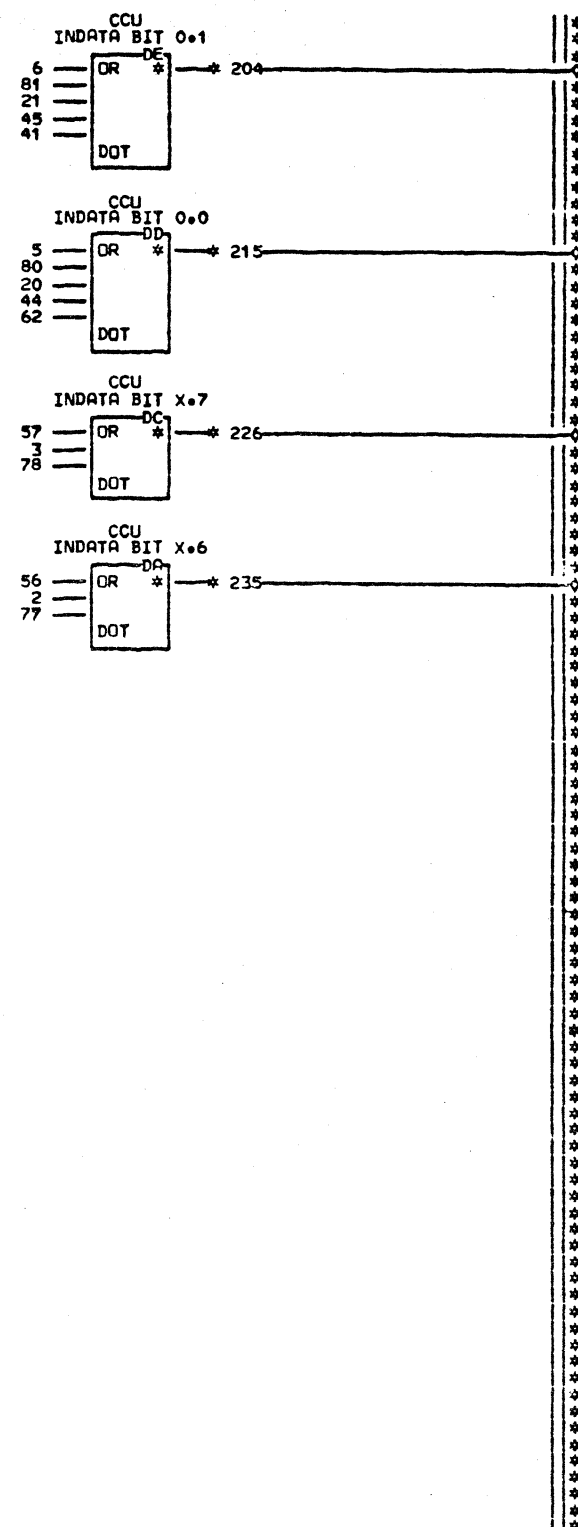 CCU
INDATA BIT 0.1
DE
6 OR * * 204
81
21
45
41
DOT
CCU
INDATA BIT 0.0
DD
5 OR * * 215
80
20
44
62
DOT
CCU
INDATA BIT X.7
DC
57 OR * * 226
3
78
DOT
CCU
INDATA BIT X.6
DA
56 OR * * 235
2
77
DOT